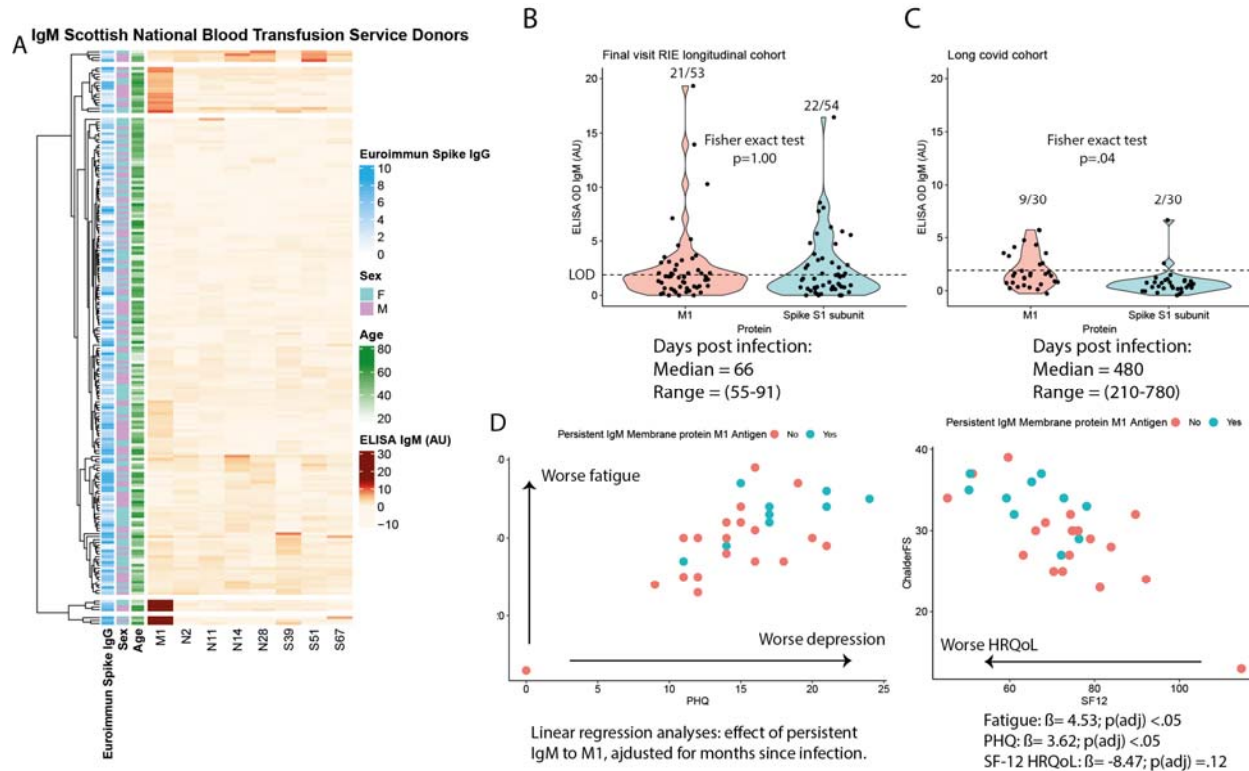 IgM Scottish National Blood Transfusion Service Donors
A
Euroimmun Spike IgG
10
8
6
4
2
0
Sex
F
M
Age
80
60
40
20
ELISA IgM (AU)
30
20
10
0
−10
Euroimmun Spike IgG
Sex
Age
M1
N2
N11
N14
N28
S39
S51
S67
B
Final visit RIE longitudinal cohort
21/53
22/54
Fisher exact test
p=1.00
ELISA OD IgM (AU)
20
15
10
5
0
LOD
M1
Spike S1 subunit
Protein
Days post infection:
Median = 66
Range = (55-91)
C
Long covid cohort
Fisher exact test
p=.04
9/30
2/30
ELISA OD IgM (AU)
20
15
10
5
0
M1
Spike S1 subunit
Protein
Days post infection:
Median = 480
Range = (210-780)
D
Persistent IgM Membrane protein M1 Antigen No Yes
Worse fatigue
Worse depression
0
5
10
15
20
25
PHQ
Linear regression analyses: effect of persistent
IgM to M1, ajdusted for months since infection.
Persistent IgM Membrane protein M1 Antigen No Yes
ChalderFS
40
30
20
Worse HRQoL
60
80
100
SF12
Fatigue: ß= 4.53; p(adj) <.05
PHQ: ß= 3.62; p(adj) <.05
SF-12 HRQoL: ß= -8.47; p(adj) =.12